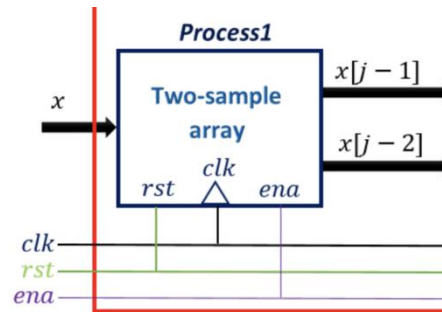 Process1
x
x[j − 1]
Two-sample
array
x[j − 2]
clk
rst
ena
clk
rst
ena